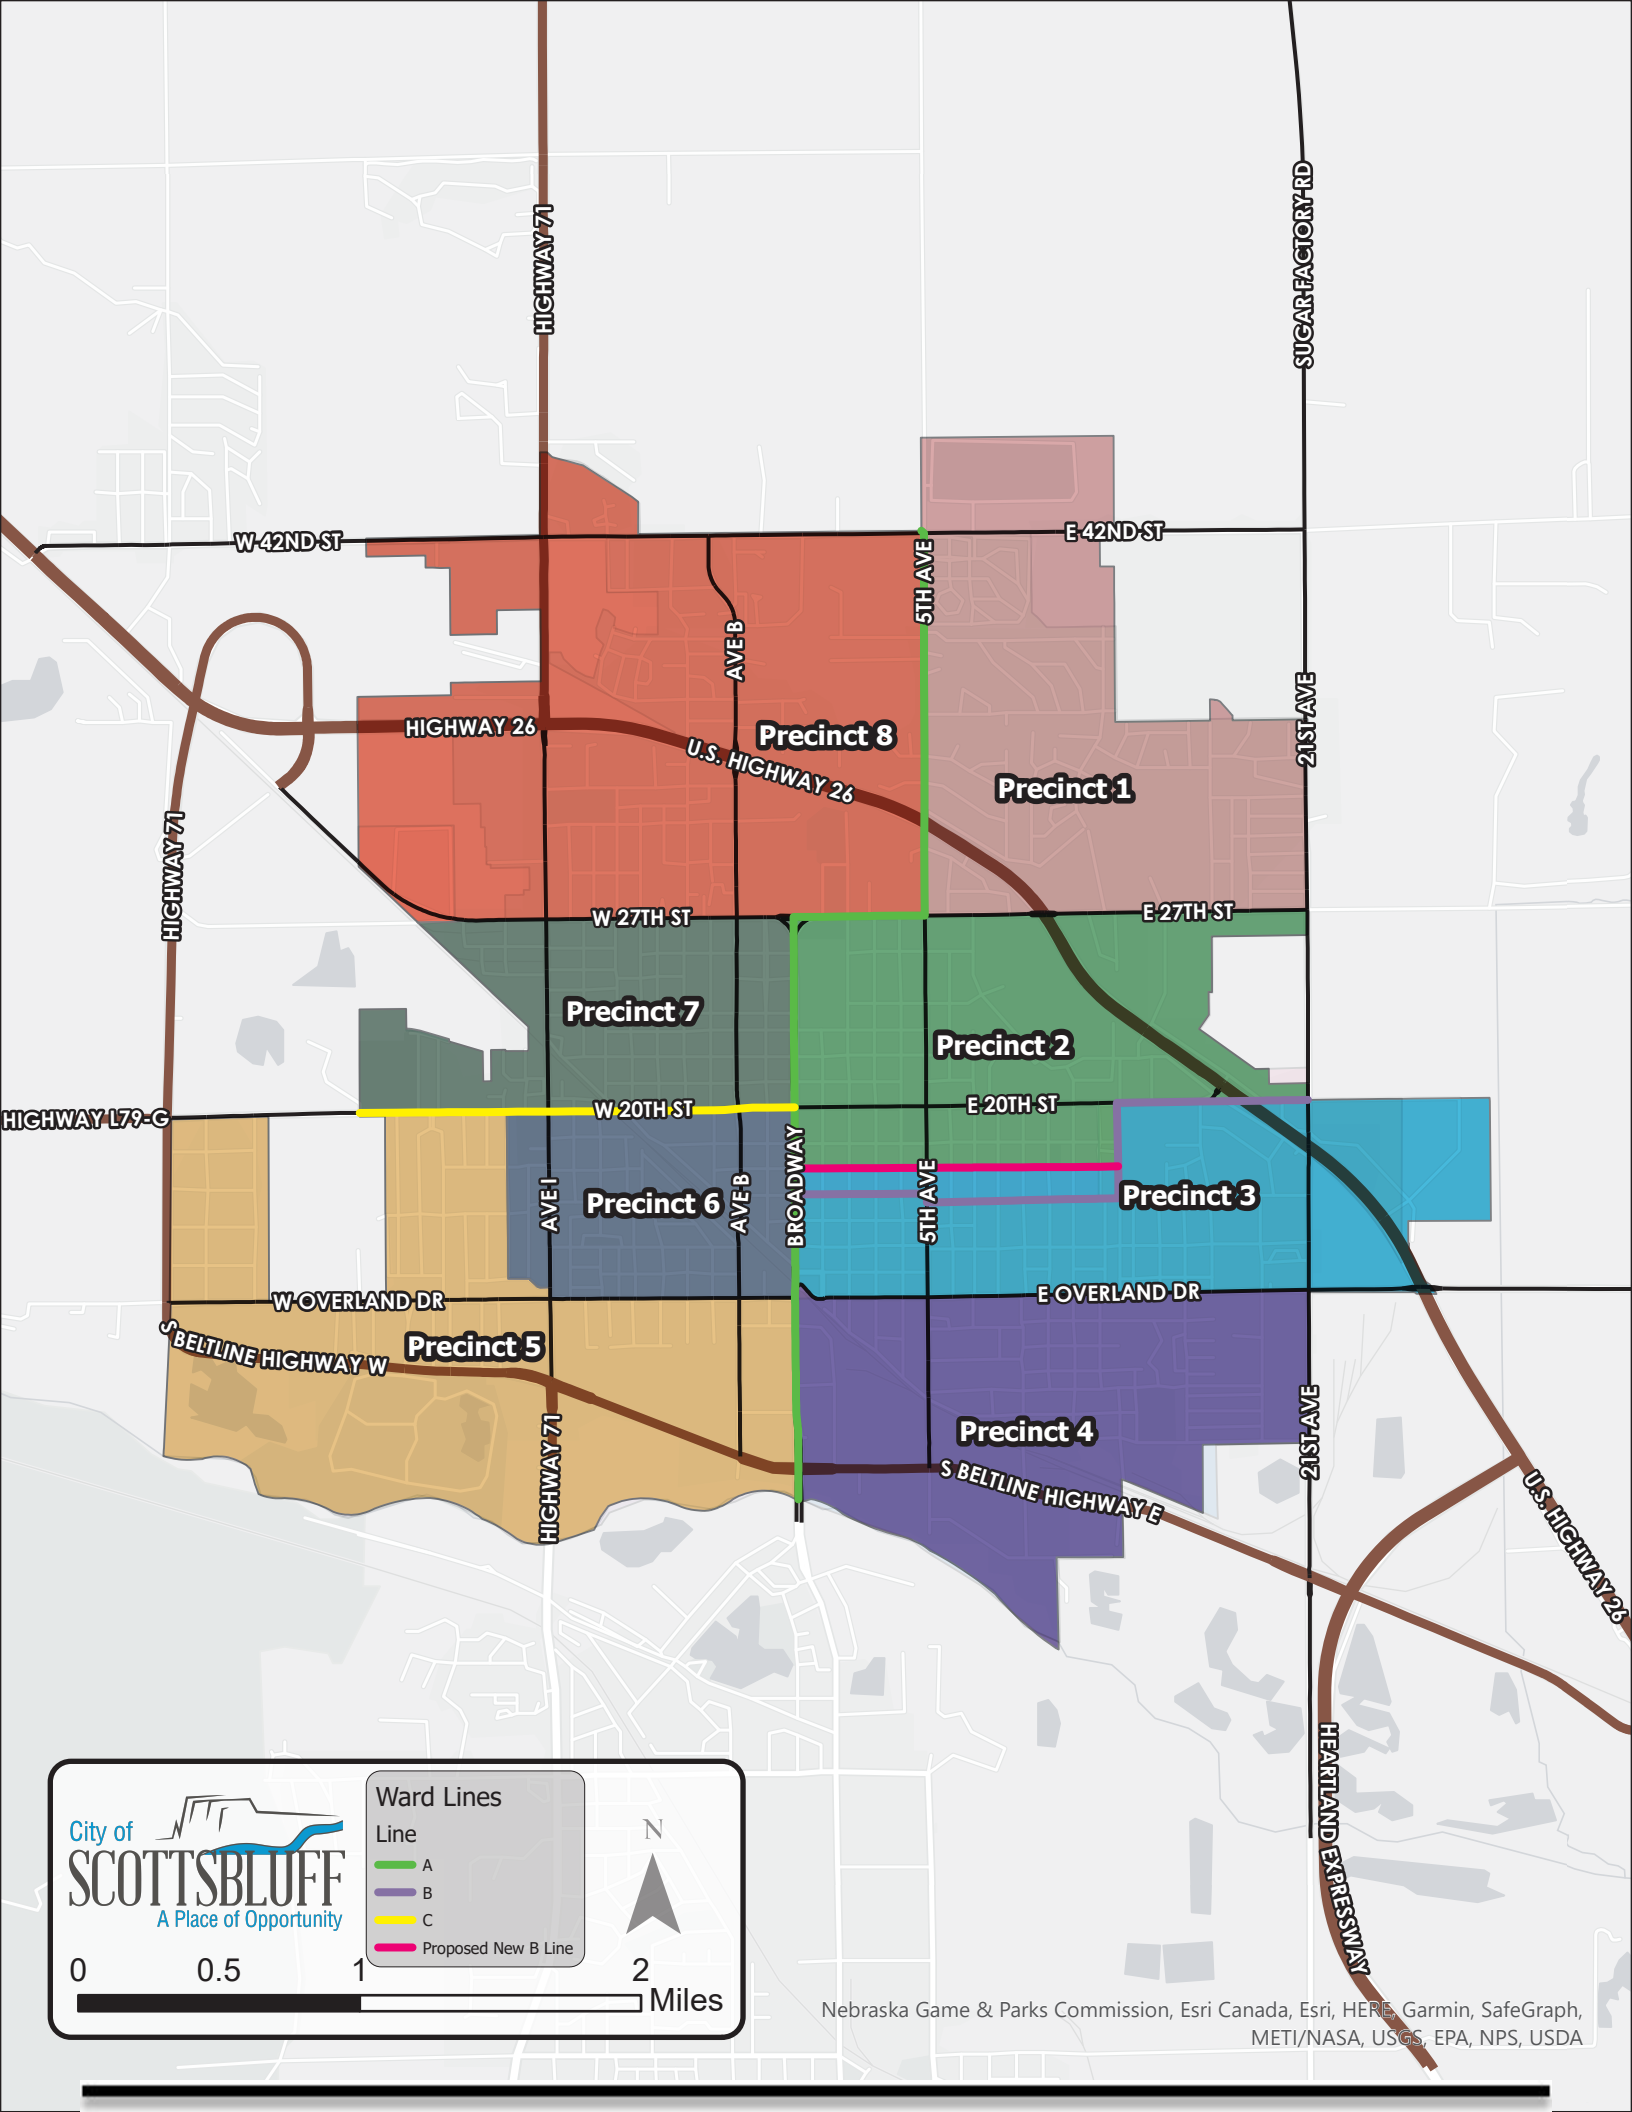 HIGHWAY 71
SUGAR FACTORY RD
W 42ND ST
E 42ND ST
5TH AVE
AVE B
HIGHWAY 26
U.S. HIGHWAY 26
Precinct 8
21ST AVE
Precinct 1
HIGHWAY 71
W 27TH ST
E 27TH ST
Precinct 7
Precinct 2
HIGHWAY L79-G
W 20TH ST
E 20TH ST
BROADWAY
AVE I
Precinct 6
AVE B
5TH AVE
Precinct 3
W OVERLAND DR
E OVERLAND DR
S BELTLINE HIGHWAY W
Precinct 5
HIGHWAY 71
Precinct 4
21ST AVE
S BELTLINE HIGHWAY E
U.S. HIGHWAY 26
HEARTLAND EXPRESSWAY
City of
SCOTTSBLUFF
A Place of Opportunity
Ward Lines
Line
A
B
C
Proposed New B Line
N
0 0.5 1 2
Miles
Nebraska Game & Parks Commission, Esri Canada, Esri, HERE, Garmin, SafeGraph,
METI/NASA, USGS, EPA, NPS, USDA